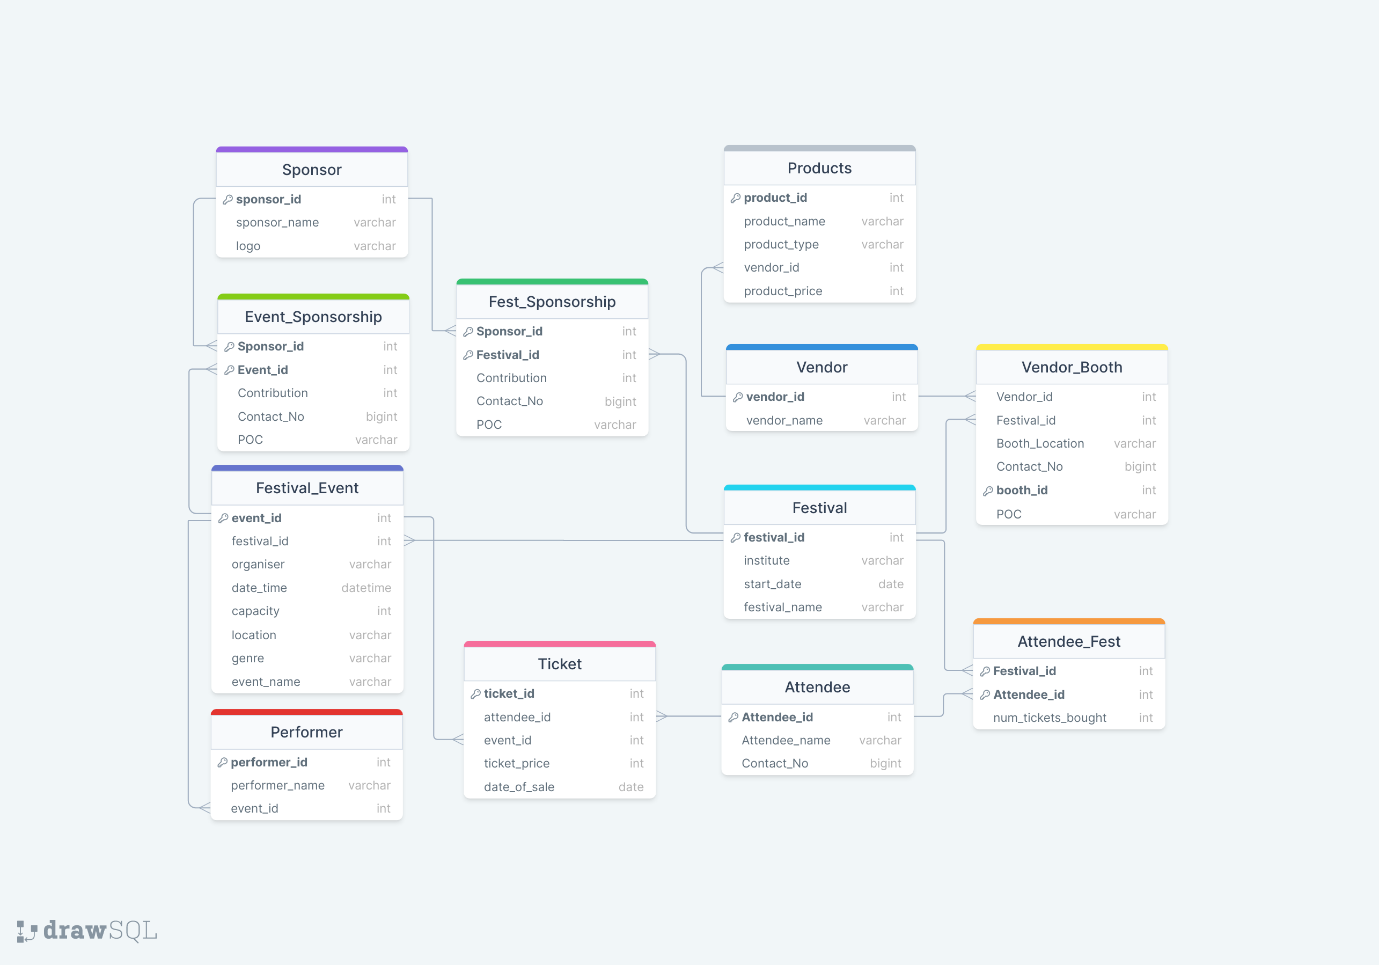 Sponsor
sponsor_id int
sponsor_name varchar
logo varchar
Event_Sponsorship
Sponsor_id int
Event_id int
Contribution int
Contact_No bigint
POC varchar
Festival_Event
event_id int
festival_id int
organiser varchar
date_time datetime
capacity int
location varchar
genre varchar
event_name varchar
Performer
performer_id int
performer_name varchar
event_id int
Fest_Sponsorship
Sponsor_id int
Festival_id int
Contribution int
Contact_No bigint
POC varchar
Ticket
ticket_id int
attendee_id int
event_id int
ticket_price int
date_of_sale date
Products
product_id int
product_name varchar
product_type varchar
vendor_id int
product_price int
Vendor
vendor_id int
vendor_name varchar
Festival
festival_id int
institute varchar
start_date date
festival_name varchar
Attendee
Attendee_id int
Attendee_name varchar
Contact_No bigint
Vendor_Booth
Vendor_id int
Festival_id int
Booth_Location varchar
Contact_No bigint
booth_id int
POC varchar
Attendee_Fest
Festival_id int
Attendee_id int
num_tickets_bought int
drawSQL